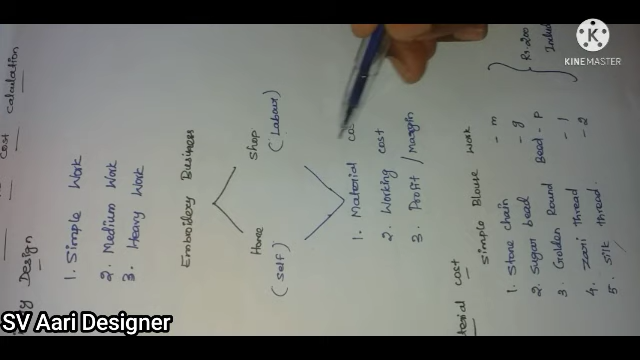 cost calculation
Design
1. Simple Work
2. Medium Work
3. Heavy Work
Embroidery Business
Home Shop
(Self) (Labour)
1. Material
2. Working cost
3. Profit / Margin
cost
Simple Blouse Work
1. Stone chain - m
2. Sugar bead - g
3. Golden Round Bead - P
4. Zari thread - 1
5. Silk thread. - 2
Rs. 200
KINEMASTER
SV Aari Designer